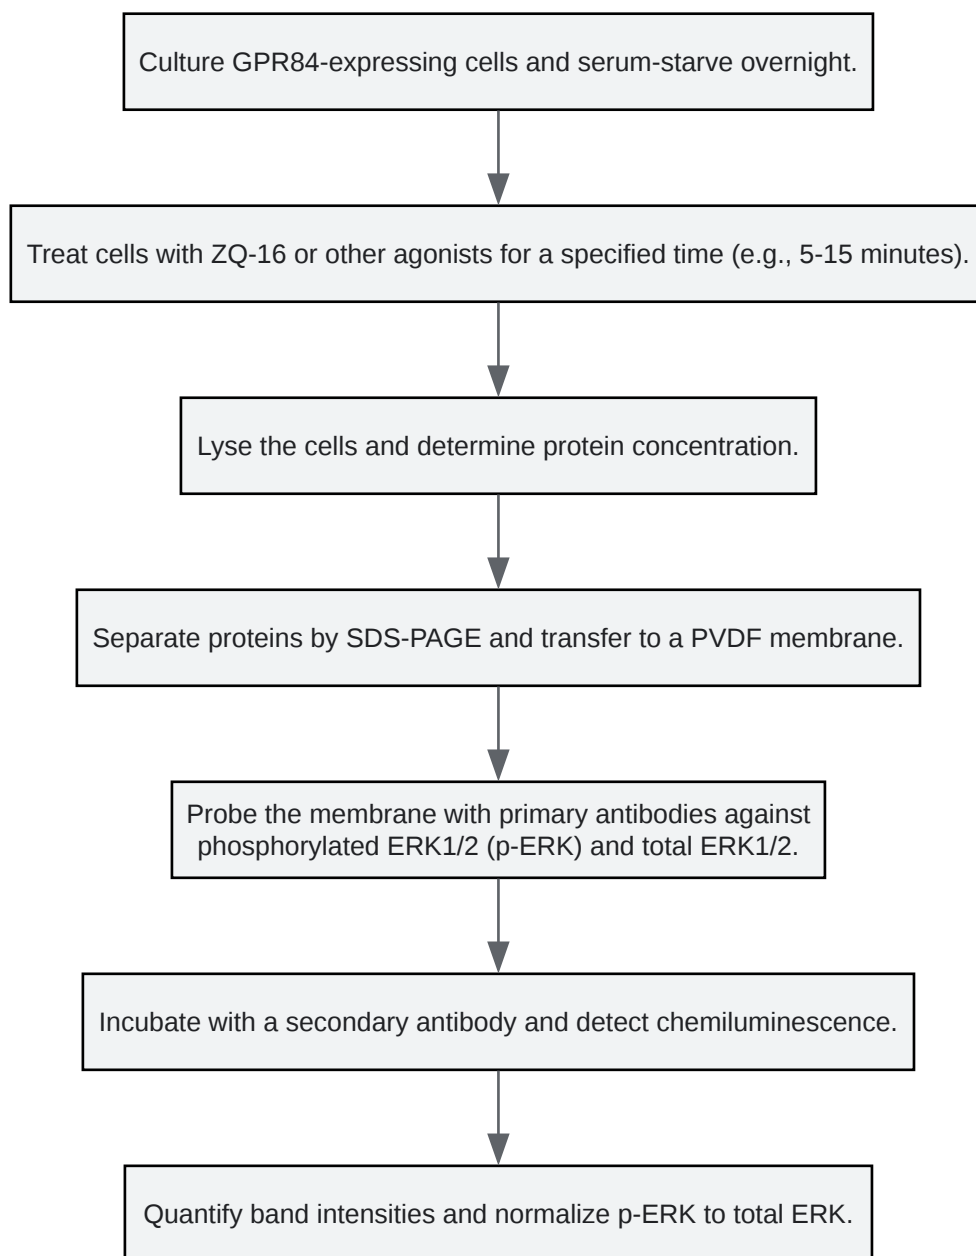 Culture GPR84-expressing cells and serum-starve overnight.
Treat cells with ZQ-16 or other agonists for a specified time (e.g., 5-15 minutes).
Lyse the cells and determine protein concentration.
Separate proteins by SDS-PAGE and transfer to a PVDF membrane.
Probe the membrane with primary antibodies against
phosphorylated ERK1/2 (p-ERK) and total ERK1/2.
Incubate with a secondary antibody and detect chemiluminescence.
Quantify band intensities and normalize p-ERK to total ERK.